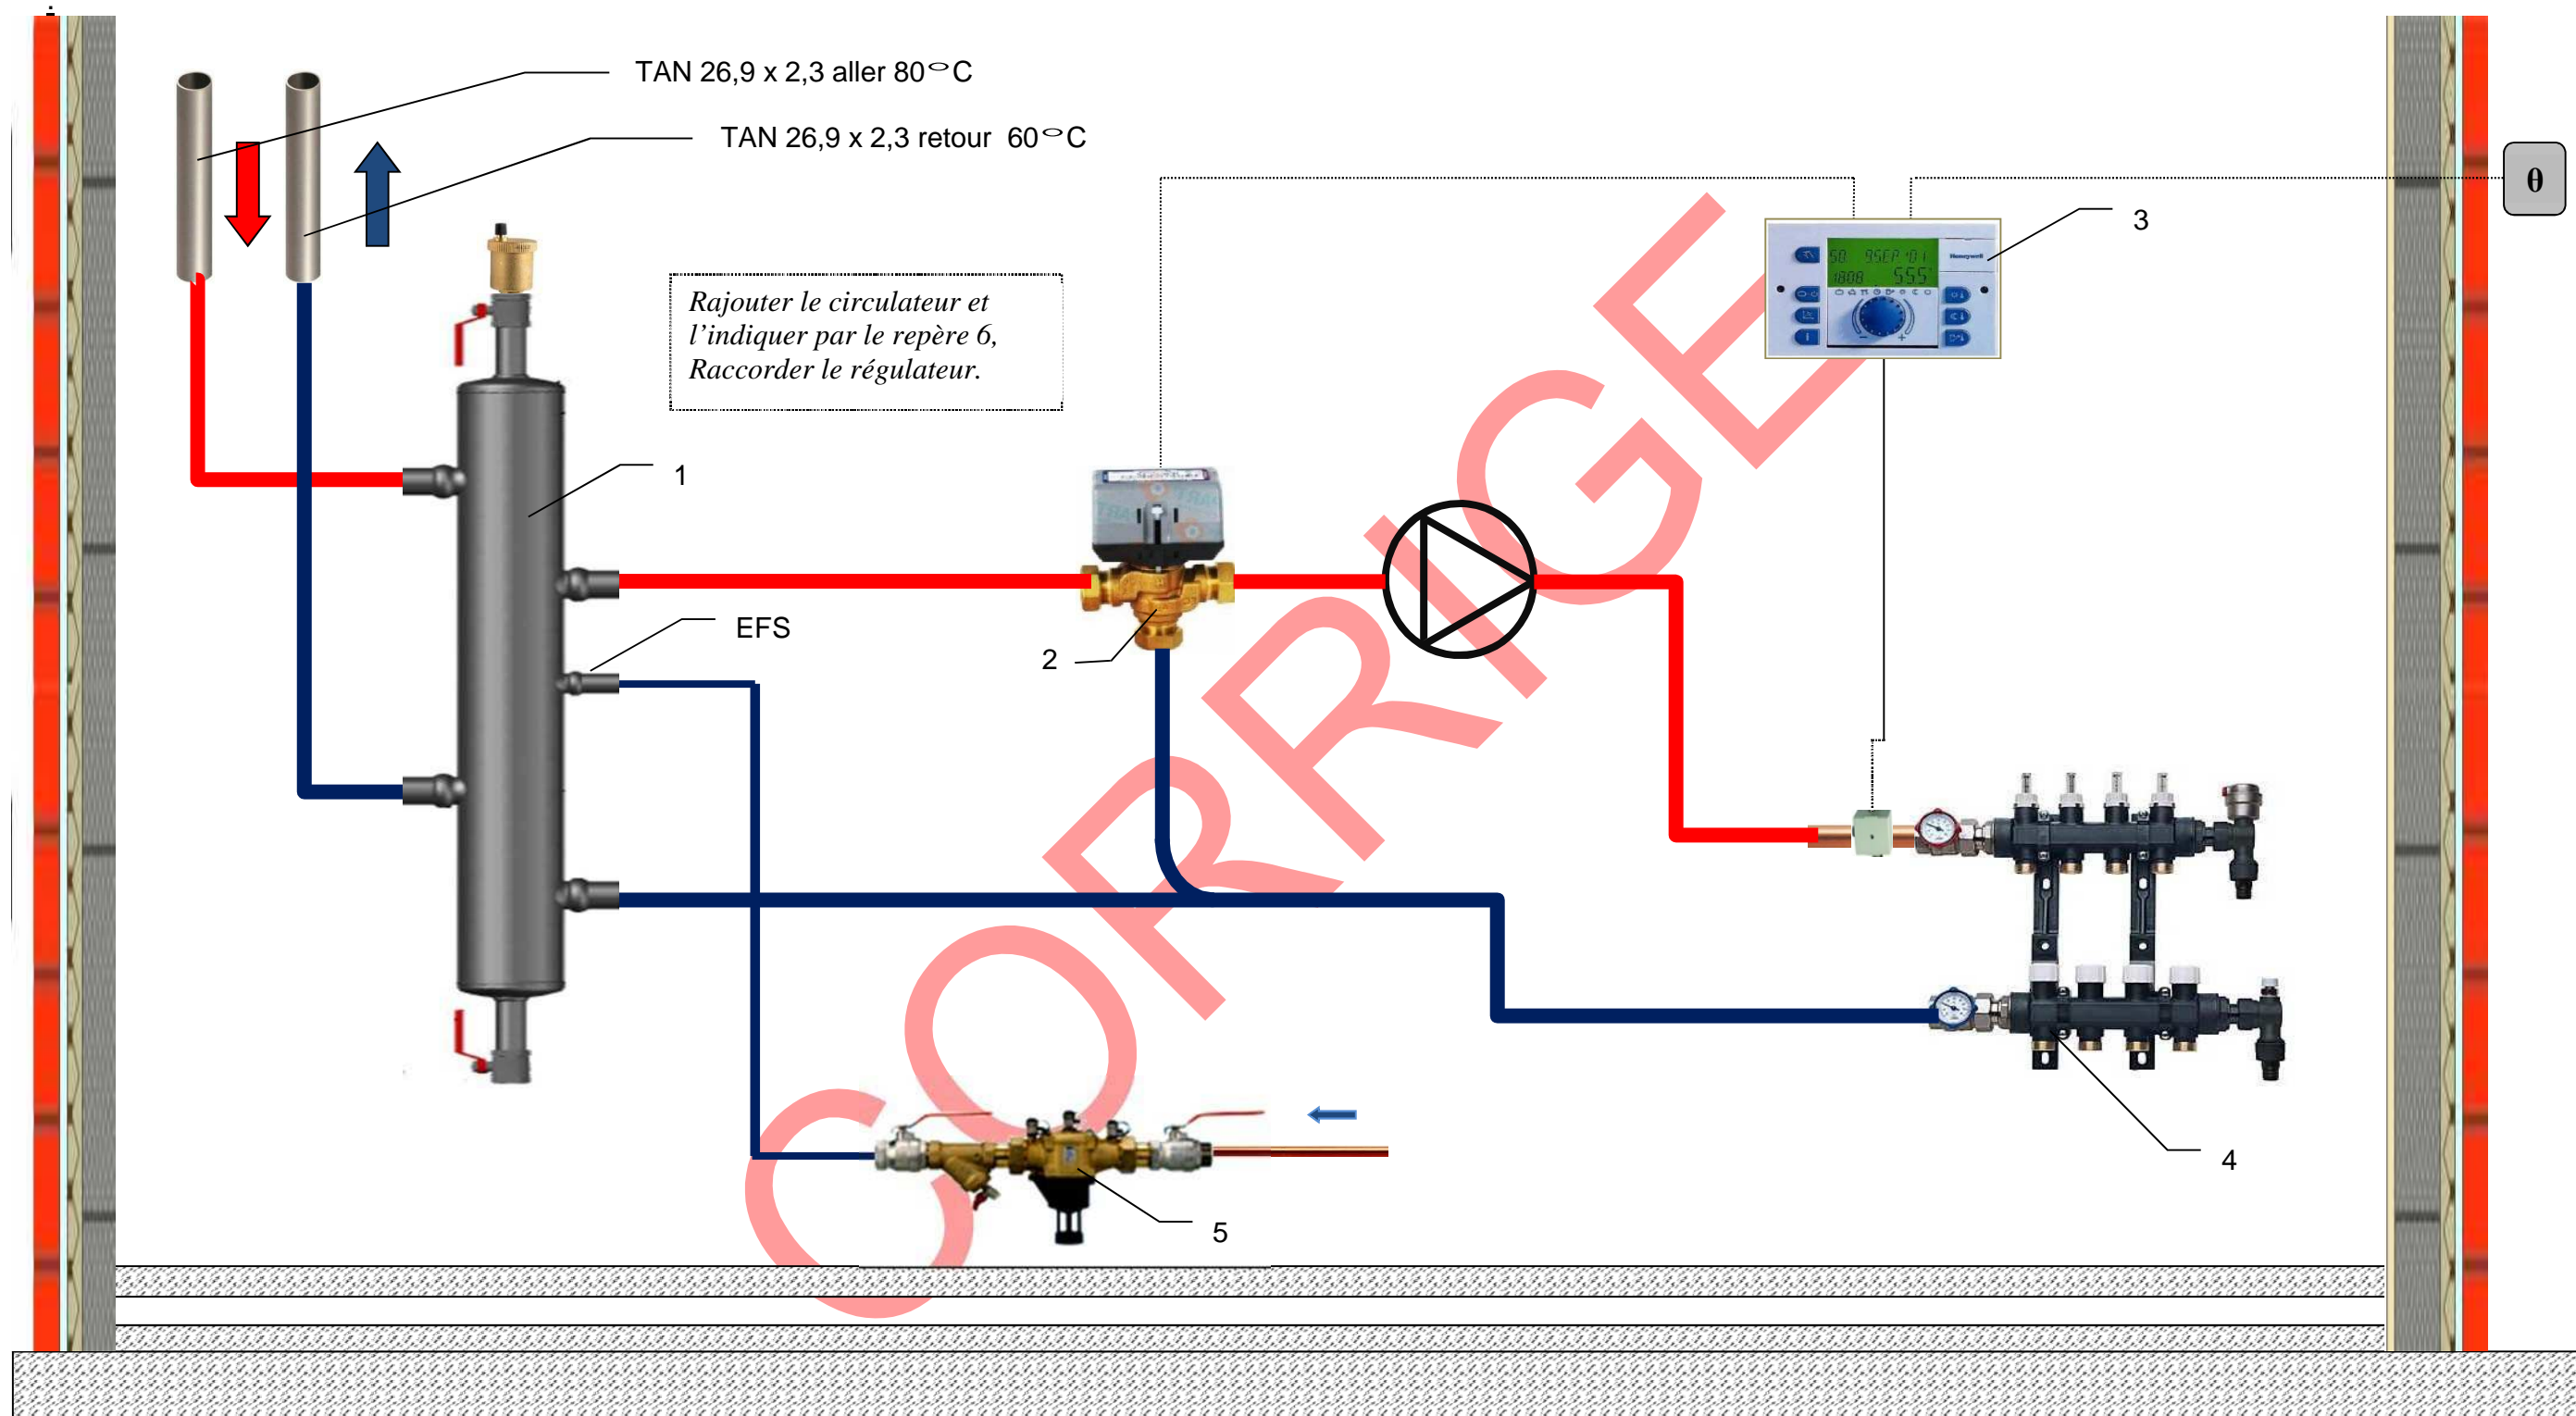 TAN 26,9 x 2,3 aller 80°C
TAN 26,9 x 2,3 retour 60°C
θ
3
Honeywell
Rajouter le circulateur et
l’indiquer par le repère 6,
Raccorder le régulateur.
1
EFS
2
4
5
CORRIGE